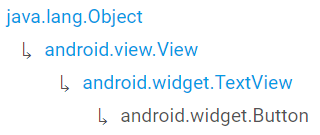 java.lang.Object
↳ android.view.View
↳ android.widget.TextView
↳ android.widget.Button